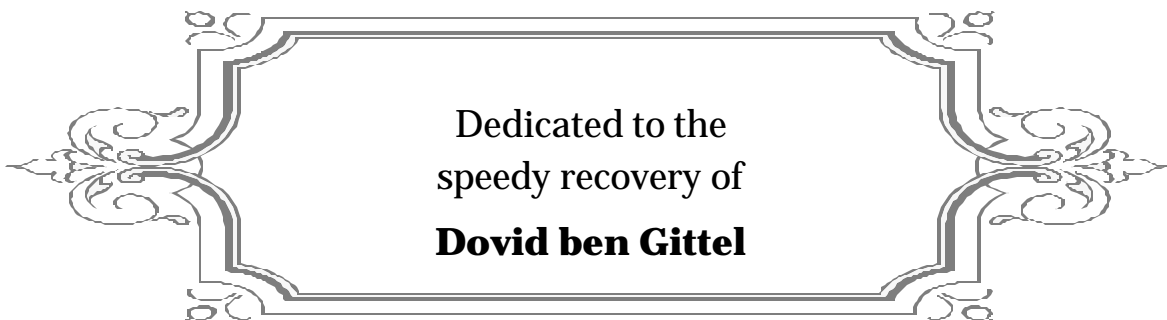 Dedicated to the
speedy recovery of
Dovid ben Gittel